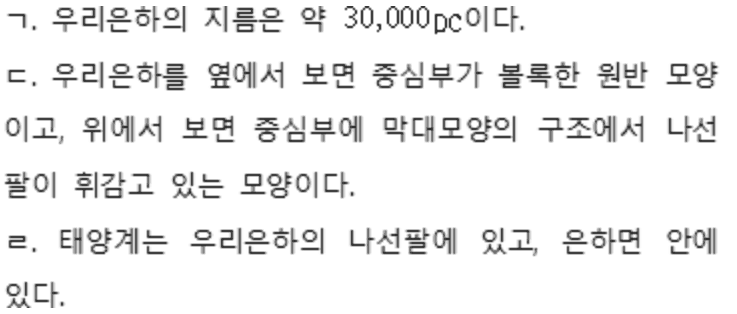 ㄱ. 우리은하의 지름은 약 30,000pc이다.
ㄷ. 우리은하를 옆에서 보면 중심부가 볼록한 원반 모양
이고, 위에서 보면 중심부에 막대모양의 구조에서 나선
팔이 휘감고 있는 모양이다.
ㄹ. 태양계는 우리은하의 나선팔에 있고, 은하면 안에
있다.